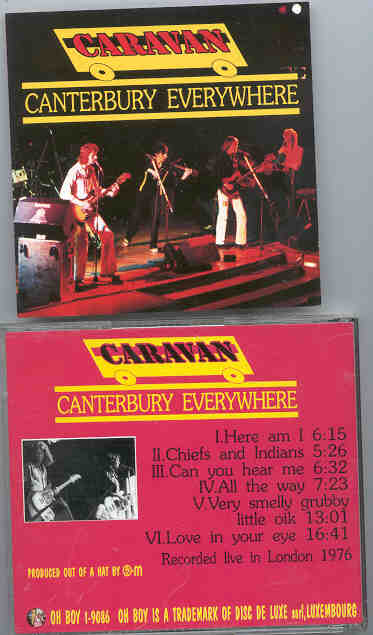 CARAVAN
CANTERBURY EVERYWHERE
CARAVAN
CANTERBURY EVERYWHERE
I.Here am I 6:15
II.Chiefs and Indians 5:26
III.Can you hear me 6:32
IV.All the way 7:23
V.Very smelly grubby
little oik 13:01
VI.Love in your eye 16:41
Recorded live in London 1976
PRODUCED OUT OF A HAT BY
OH BOY 1-9086 OH BOY IS A TRADEMARK OF DISC DE LUXE sarl,LUXEMBOURG